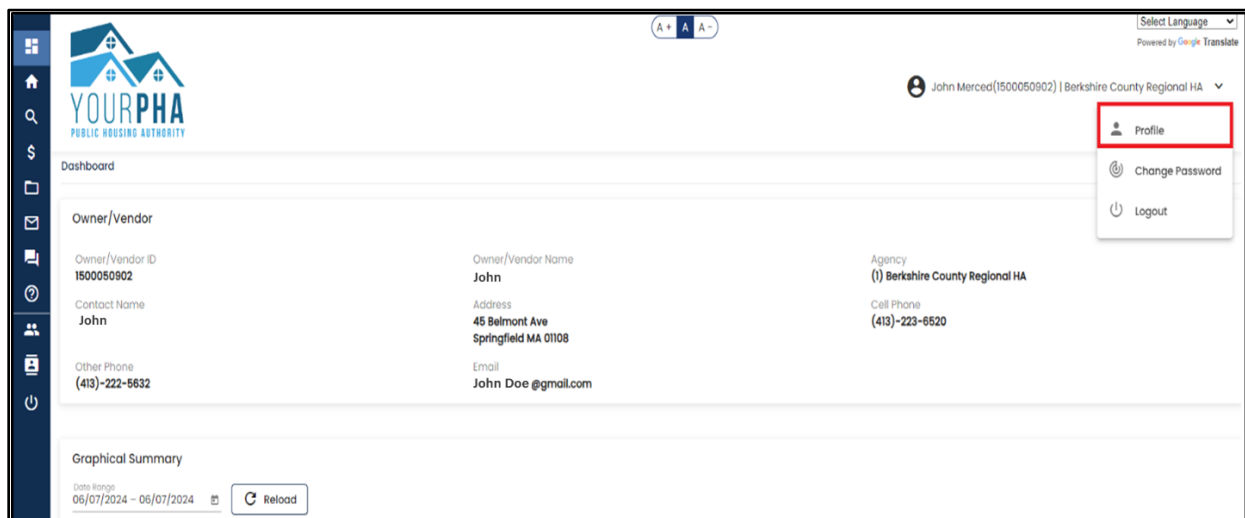 A+ A A-
Select Language
Powered by Google Translate
YOURPHA
PUBLIC HOUSING AUTHORITY
John Merced(1500050902) | Berkshire County Regional HA
Profile
Change Password
Logout
Dashboard
Owner/Vendor
Owner/Vendor ID
1500050902
Owner/Vendor Name
John
Agency
(1) Berkshire County Regional HA
Contact Name
John
Address
45 Belmont Ave
Springfield MA 01108
Cell Phone
(413)-223-6520
Other Phone
(413)-222-5632
Email
John Doe @gmail.com
Graphical Summary
Date Range
06/07/2024 – 06/07/2024
Reload